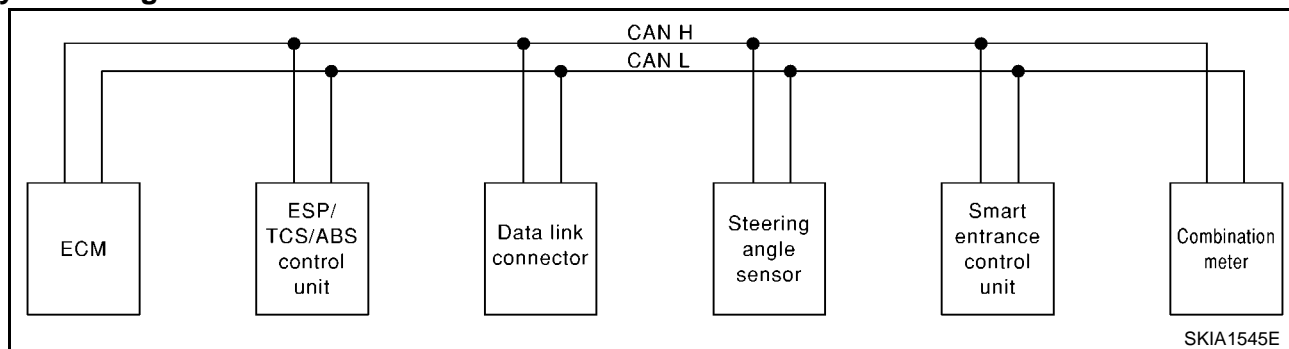 CAN H
CAN L
ECM
ESP/
TCS/ABS
control
unit
Data link
connector
Steering
angle
sensor
Smart
entrance
control
unit
Combination
meter
SKIA1545E